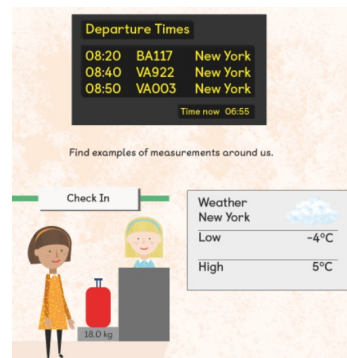 Departure Times
08:20 BA117 New York
08:40 VA922 New York
08:50 VA003 New York
Time now 06:55
Find examples of measurements around us.
Check In
Weather
New York
Low -4°C
High 5°C
18.0 kg